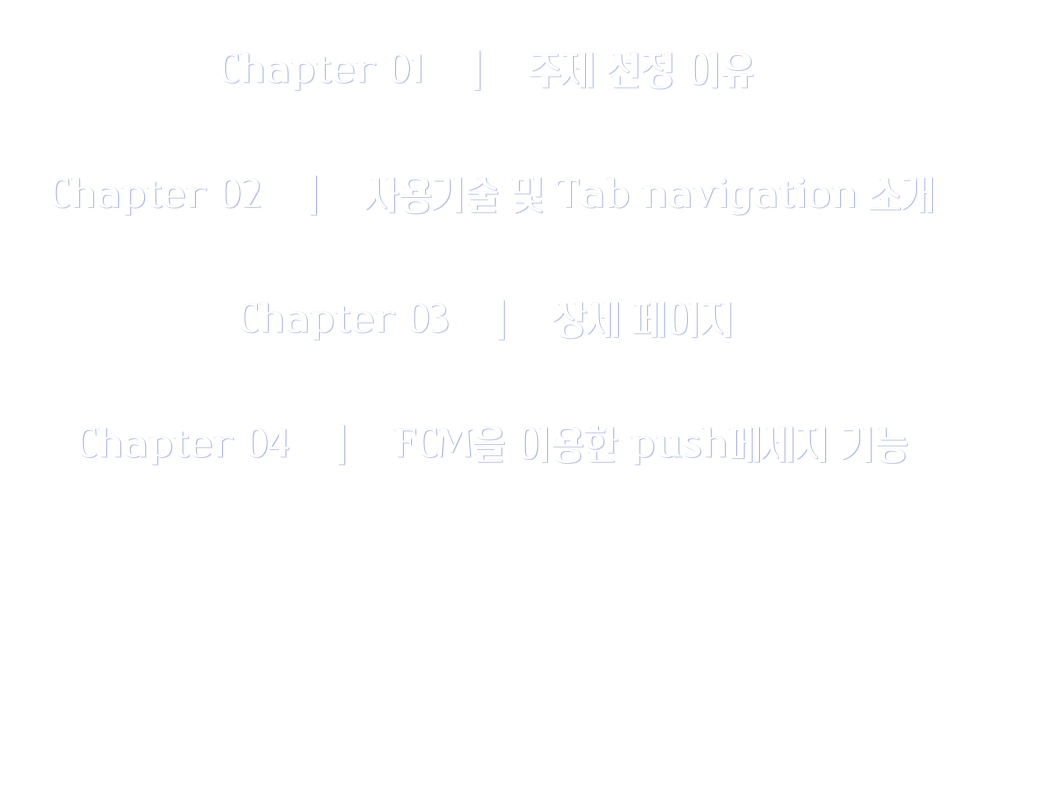 Chapter 01 | 주제 선정 이유
Chapter 02 | 사용기술 및 Tab navigation 소개
Chapter 03 | 상세 페이지
Chapter 04 | FCM을 이용한 push메세지 기능